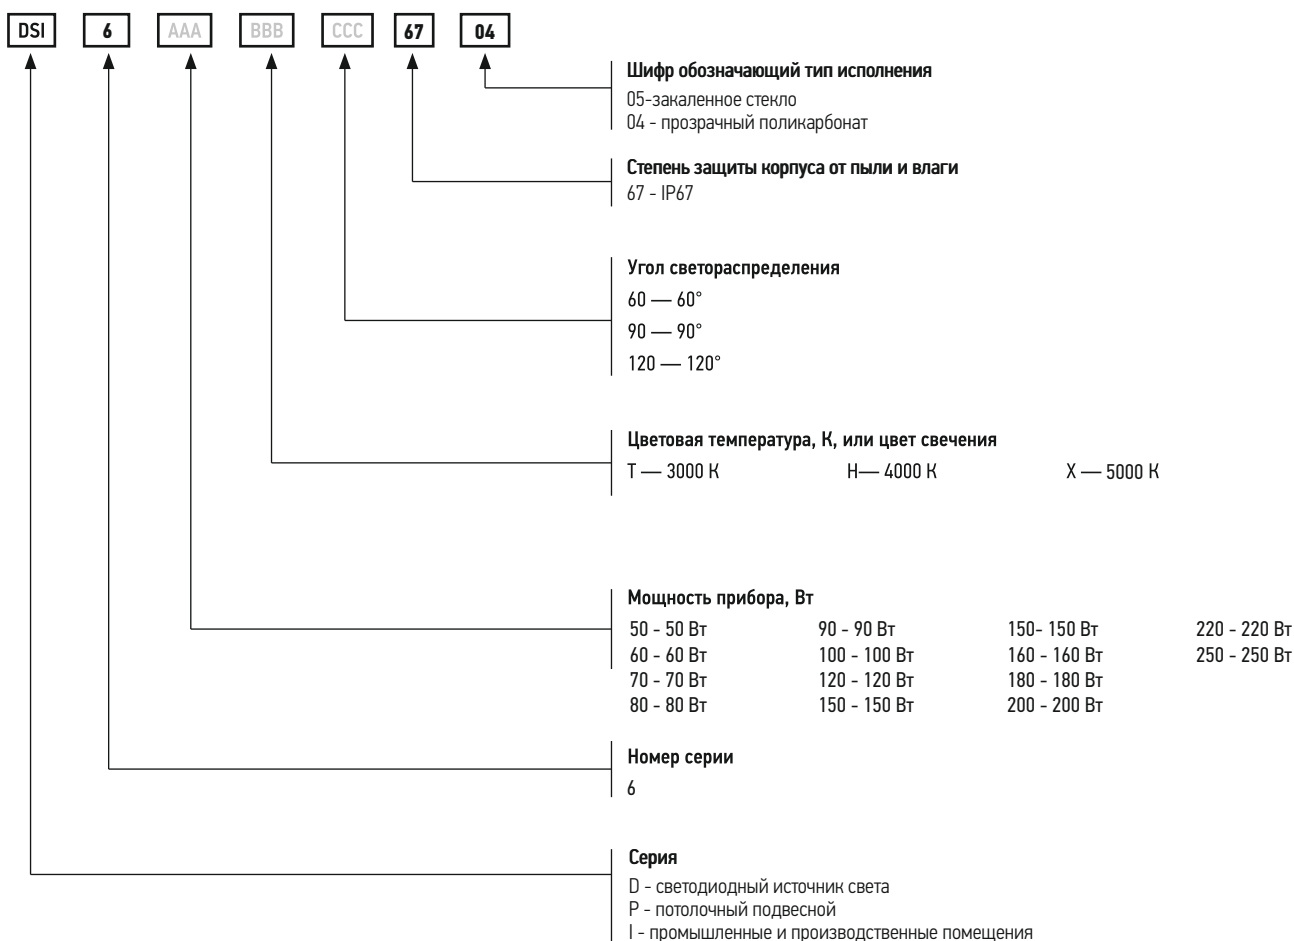 DSI 6 AAA BBB CCC 67 04
Шифр обозначающий тип исполнения
05-закаленное стекло
04 - прозрачный поликарбонат
Степень защиты корпуса от пыли и влаги
67 - IP67
Угол светораспределения
60 — 60°
90 — 90°
120 — 120°
Цветовая температура, К, или цвет свечения
Т — 3000 К Н— 4000 К Х — 5000 К
Мощность прибора, Вт
50 - 50 Вт 90 - 90 Вт 150- 150 Вт 220 - 220 Вт
60 - 60 Вт 100 - 100 Вт 160 - 160 Вт 250 - 250 Вт
70 - 70 Вт 120 - 120 Вт 180 - 180 Вт
80 - 80 Вт 150 - 150 Вт 200 - 200 Вт
Номер серии
6
Серия
D - светодиодный источник света
P - потолочный подвесной
I - промышленные и производственные помещения